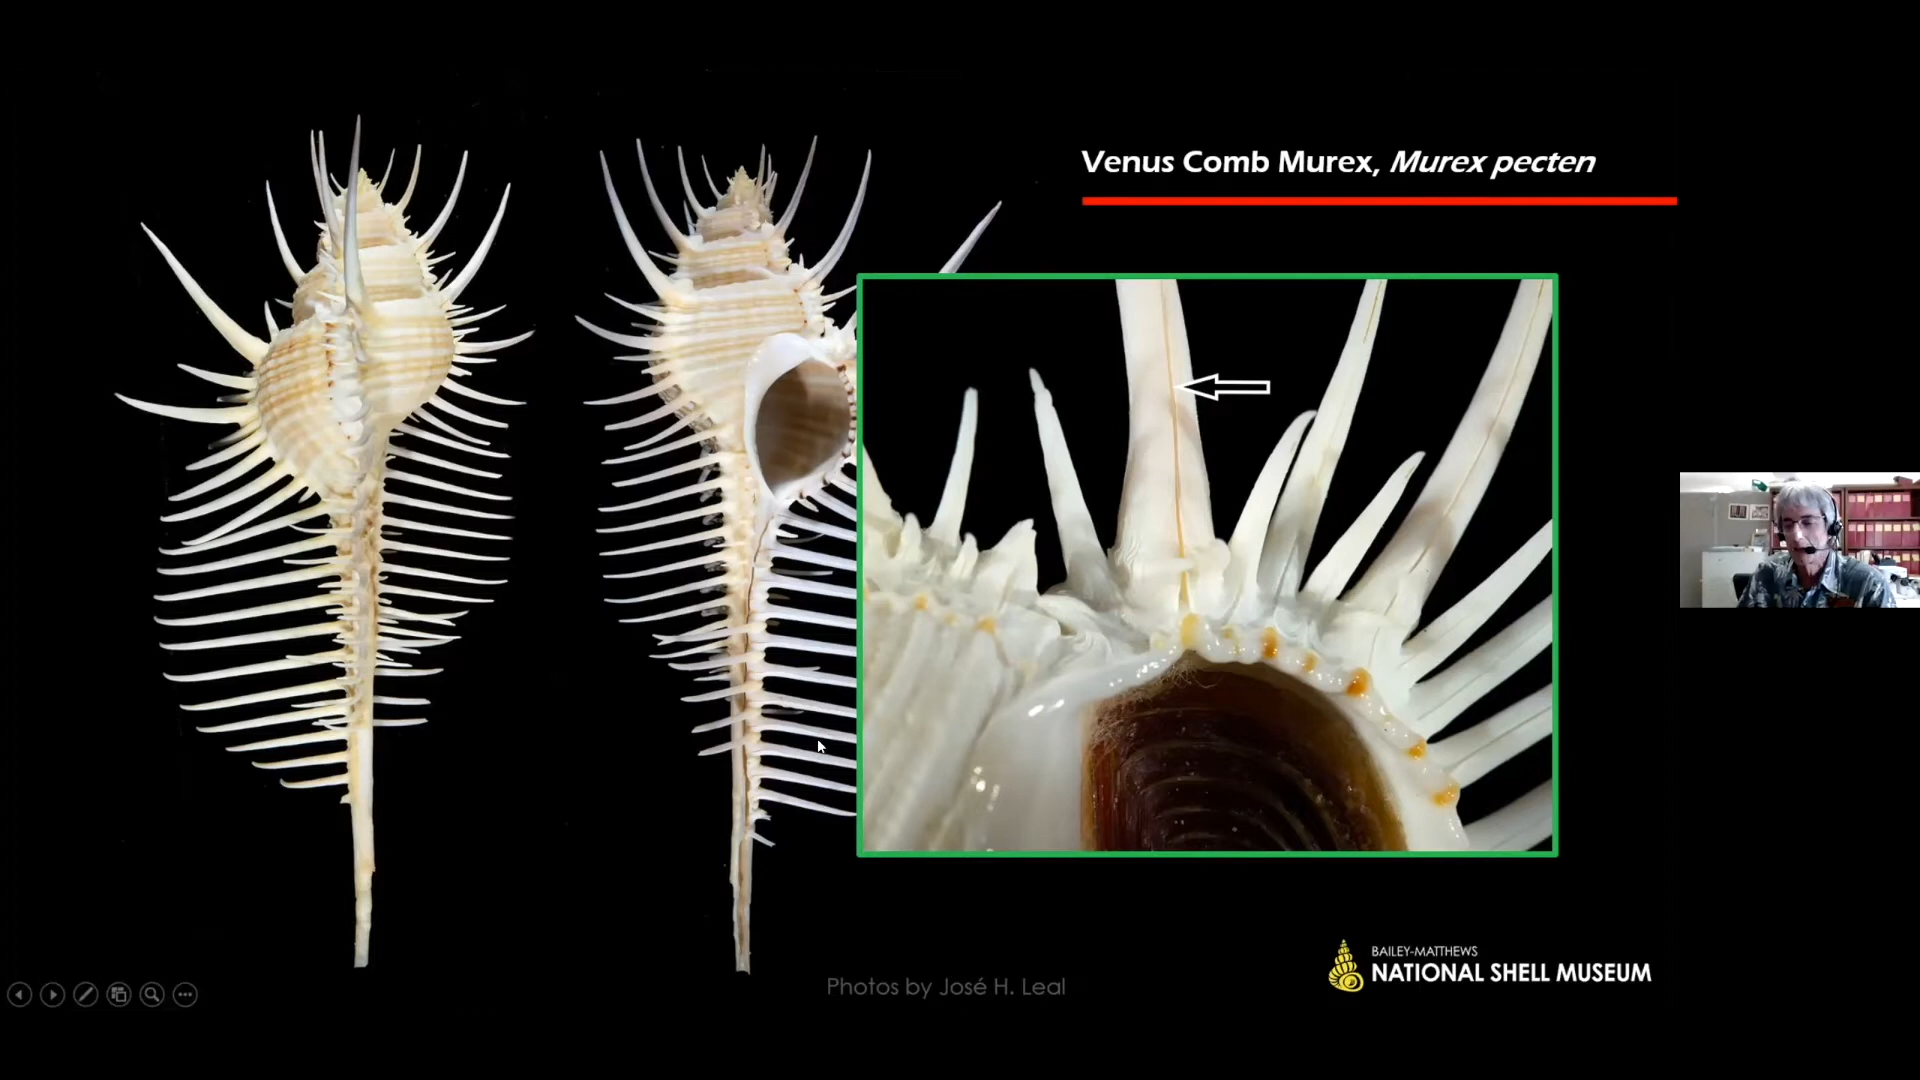 Venus Comb Murex, Murex pecten
Photos by José H. Leal
BAILEY-MATTHEWS
NATIONAL SHELL MUSEUM